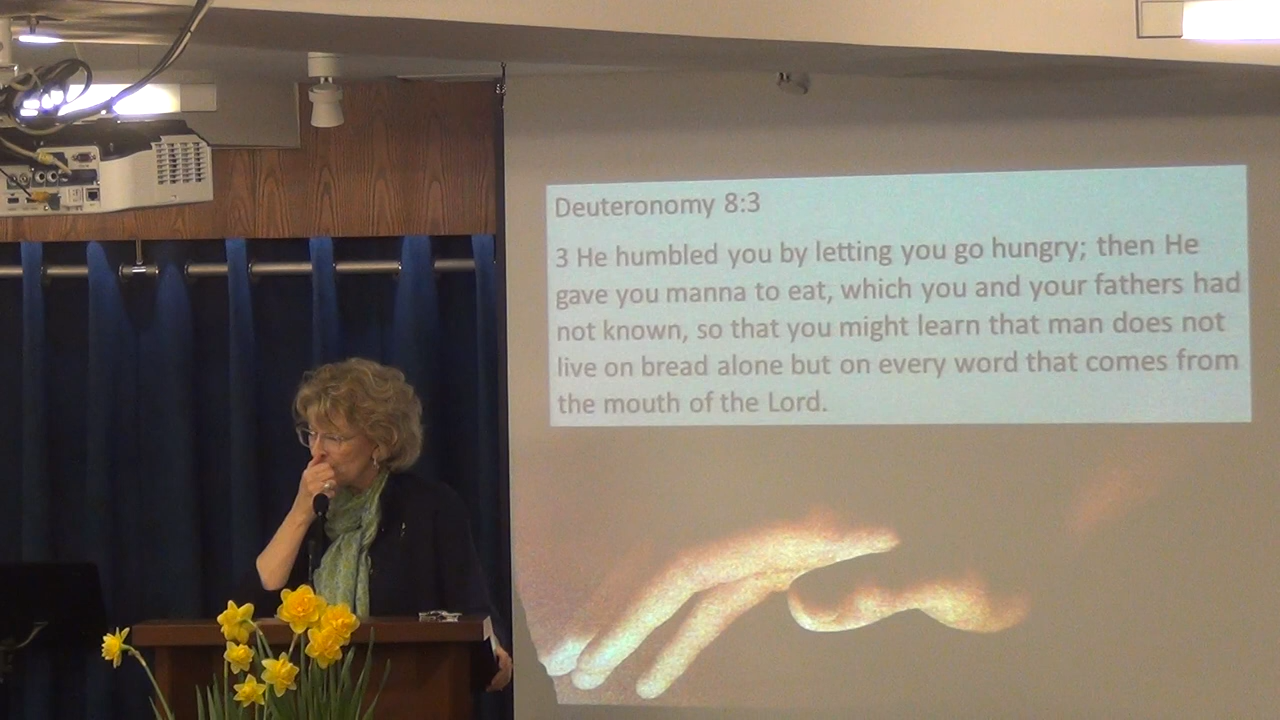 Deuteronomy 8:3
3 He humbled you by letting you go hungry; then He
gave you manna to eat, which you and your fathers had
not known, so that you might learn that man does not
live on bread alone but on every word that comes from
the mouth of the Lord.